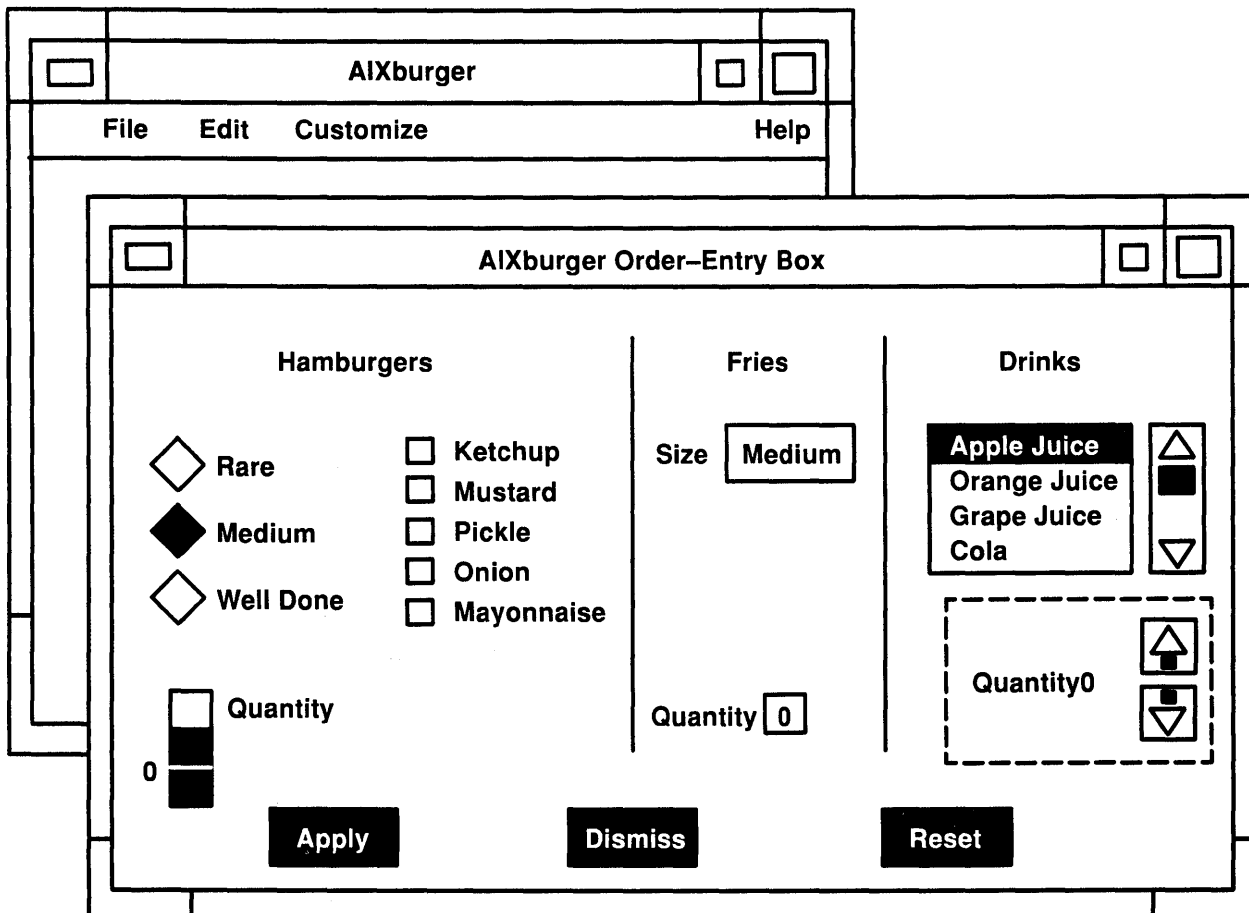 AIXburger
File Edit Customize Help
AIXburger Order–Entry Box
Hamburgers
Rare
Medium
Well Done
Ketchup
Mustard
Pickle
Onion
Mayonnaise
Quantity
0
Fries
Size Medium
Quantity 0
Drinks
Apple Juice
Orange Juice
Grape Juice
Cola
Quantity0
Apply Dismiss Reset